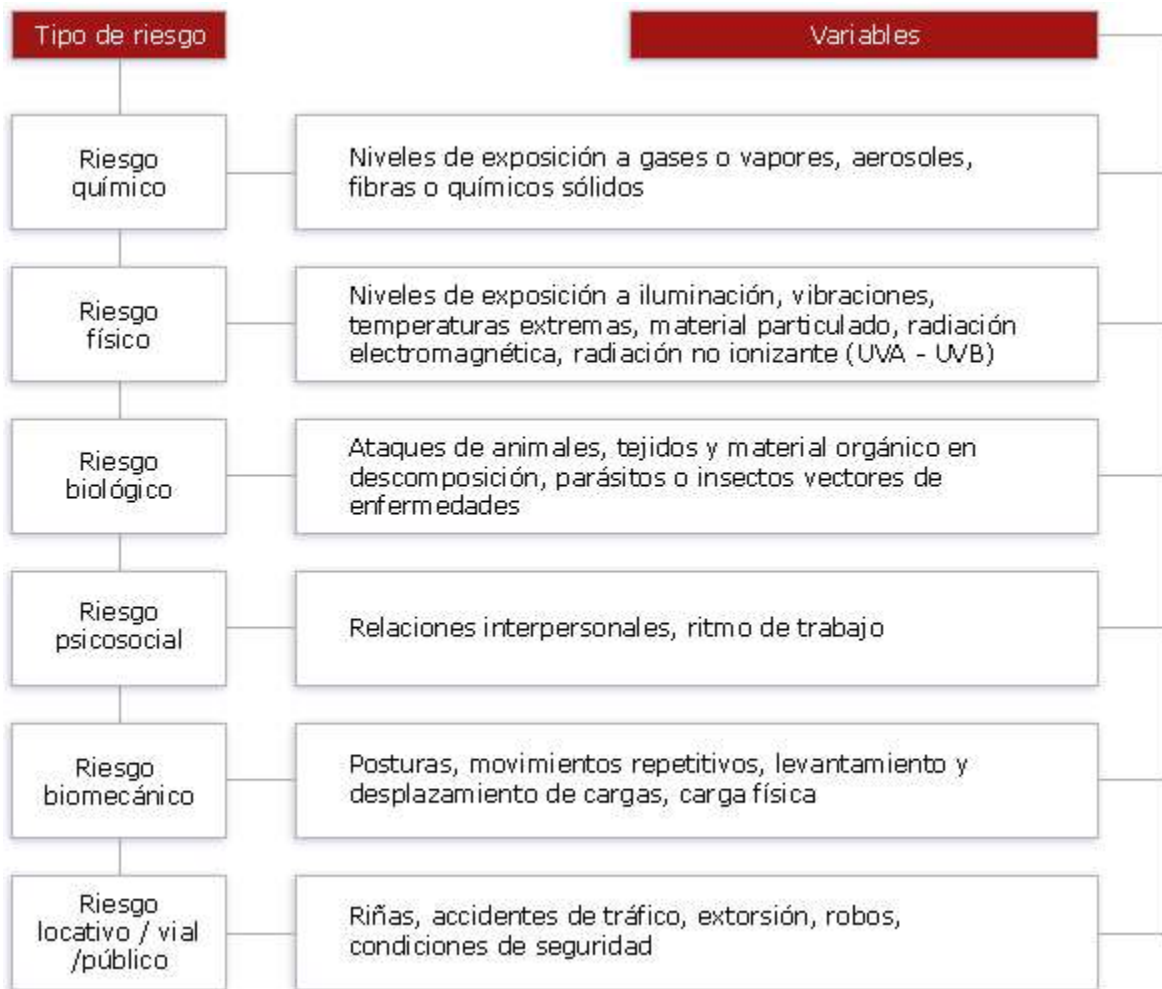 Tipo de riesgo
Variables
Riesgo
químico
Niveles de exposición a gases o vapores, aerosoles,
fibras o químicos sólidos
Riesgo
físico
Niveles de exposición a iluminación, vibraciones,
temperaturas extremas, material particulado, radiación
electromagnética, radiación no ionizante (UVA - UVB)
Riesgo
biológico
Ataques de animales, tejidos y material orgánico en
descomposición, parásitos o insectos vectores de
enfermedades
Riesgo
psicosocial
Relaciones interpersonales, ritmo de trabajo
Riesgo
biomecánico
Posturas, movimientos repetitivos, levantamiento y
desplazamiento de cargas, carga física
Riesgo
locativo / vial
/público
Riñas, accidentes de tráfico, extorsión, robos,
condiciones de seguridad